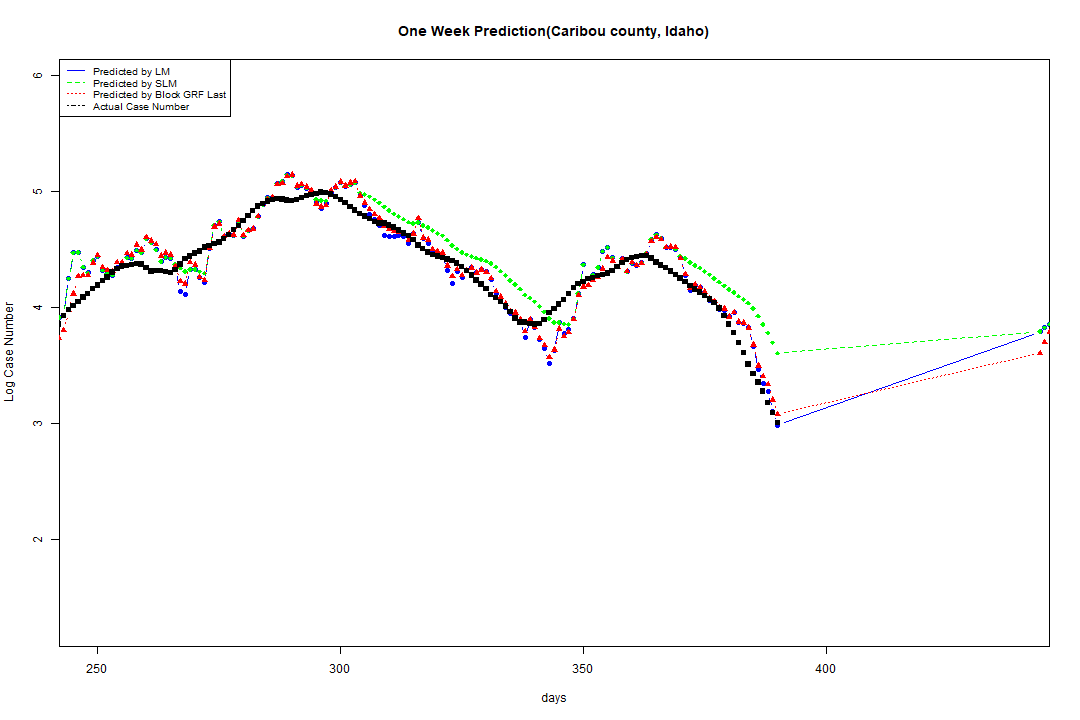 One Week Prediction(Caribou county, Idaho)
Predicted by LM
Predicted by SLM
Predicted by Block GRF Last
Actual Case Number
6
5
4
3
2
Log Case Number
250
300
350
400
days